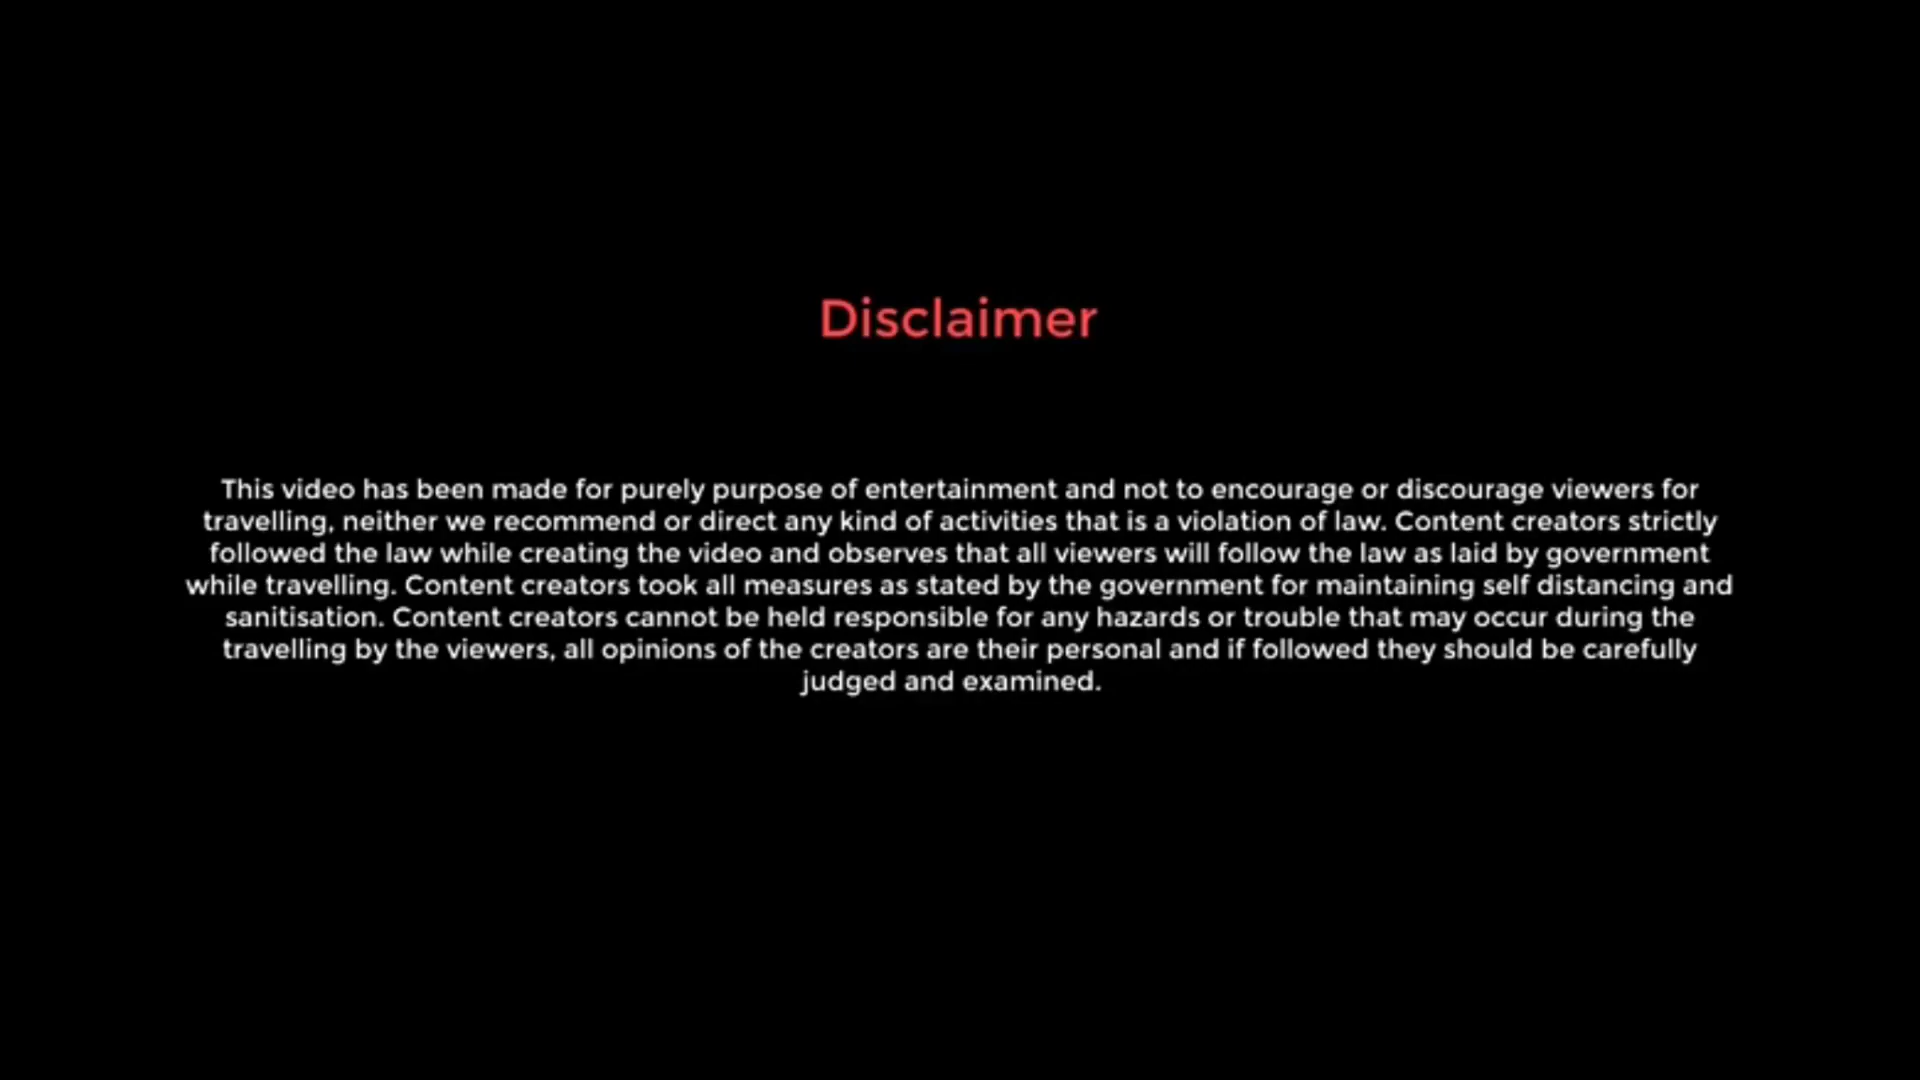 Disclaimer
This video has been made for purely purpose of entertainment and not to encourage or discourage viewers for
travelling, neither we recommend or direct any kind of activities that is a violation of law. Content creators strictly
followed the law while creating the video and observes that all viewers will follow the law as laid by government
while travelling. Content creators took all measures as stated by the government for maintaining self distancing and
sanitisation. Content creators cannot be held responsible for any hazards or trouble that may occur during the
travelling by the viewers, all opinions of the creators are their personal and if followed they should be carefully
judged and examined.